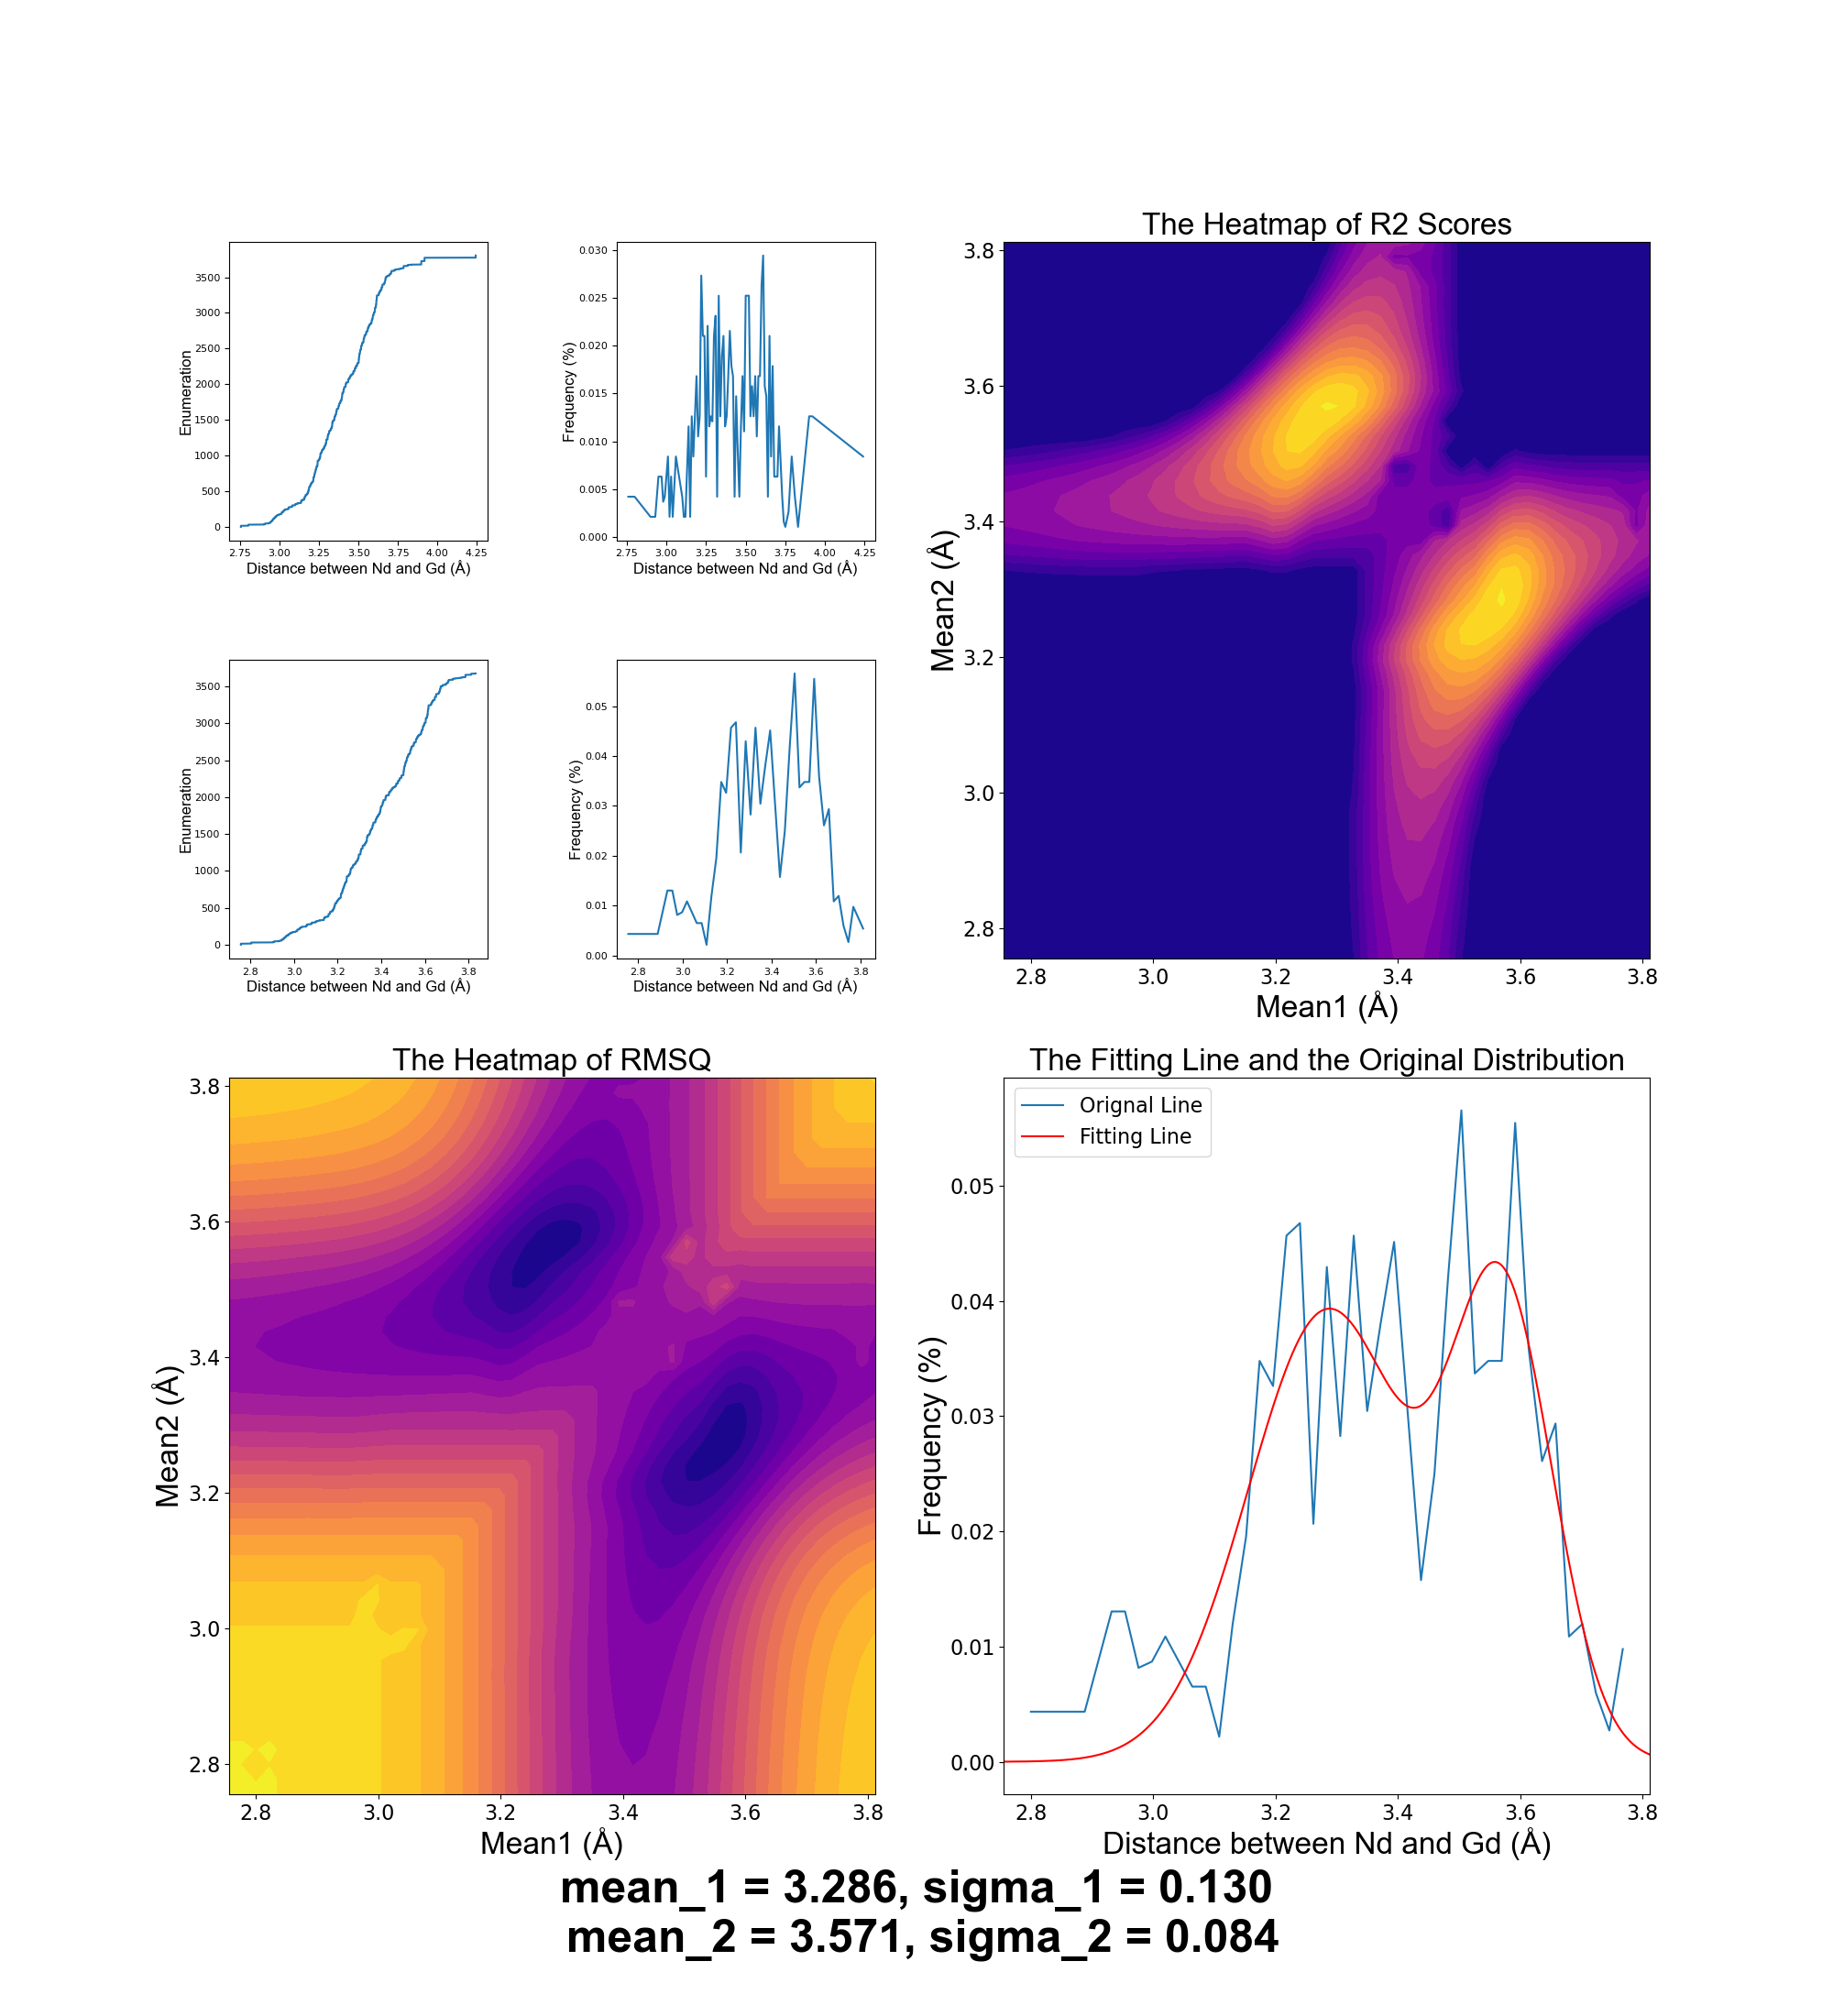 3500
3000
2500
2000
1500
1000
500
0
Enumeration
2.75 3.00 3.25 3.50 3.75 4.00 4.25
Distance between Nd and Gd (Å)
0.030
0.025
0.020
0.015
0.010
0.005
0.000
Frequency (%)
2.75 3.00 3.25 3.50 3.75 4.00 4.25
Distance between Nd and Gd (Å)
The Heatmap of R2 Scores
3.8
3.6
3.4
3.2
3.0
2.8
Mean2 (Å)
2.8 3.0 3.2 3.4 3.6 3.8
Mean1 (Å)
3500
3000
2500
2000
1500
1000
500
0
Enumeration
2.8 3.0 3.2 3.4 3.6 3.8
Distance between Nd and Gd (Å)
0.05
0.04
0.03
0.02
0.01
0.00
Frequency (%)
2.8 3.0 3.2 3.4 3.6 3.8
Distance between Nd and Gd (Å)
The Heatmap of RMSQ
3.8
3.6
3.4
3.2
3.0
2.8
Mean2 (Å)
2.8 3.0 3.2 3.4 3.6 3.8
Mean1 (Å)
The Fitting Line and the Original Distribution
Orignal Line
Fitting Line
0.05
0.04
0.03
0.02
0.01
0.00
Frequency (%)
2.8 3.0 3.2 3.4 3.6 3.8
Distance between Nd and Gd (Å)
mean_1 = 3.286, sigma_1 = 0.130
mean_2 = 3.571, sigma_2 = 0.084